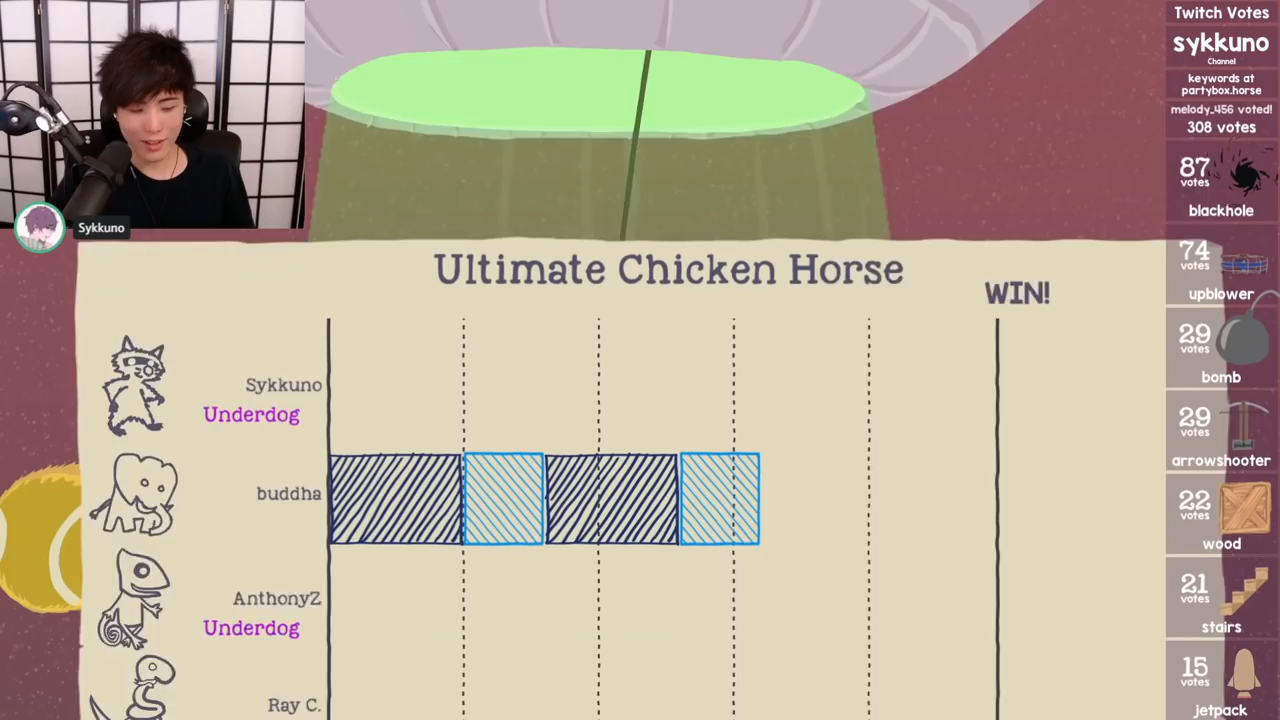 Sykkuno
Ultimate Chicken Horse
WIN!
Sykkuno
Underdog
buddha
AnthonyZ
Underdog
Ray C.
Twitch Votes
sykkuno
Channel
keywords at
partybox.horse
melody_456 voted!
308 votes
87
votes
blackhole
74
votes
upblower
29
votes
bomb
29
votes
arrowshooter
22
votes
wood
21
votes
stairs
15
votes
jetpack